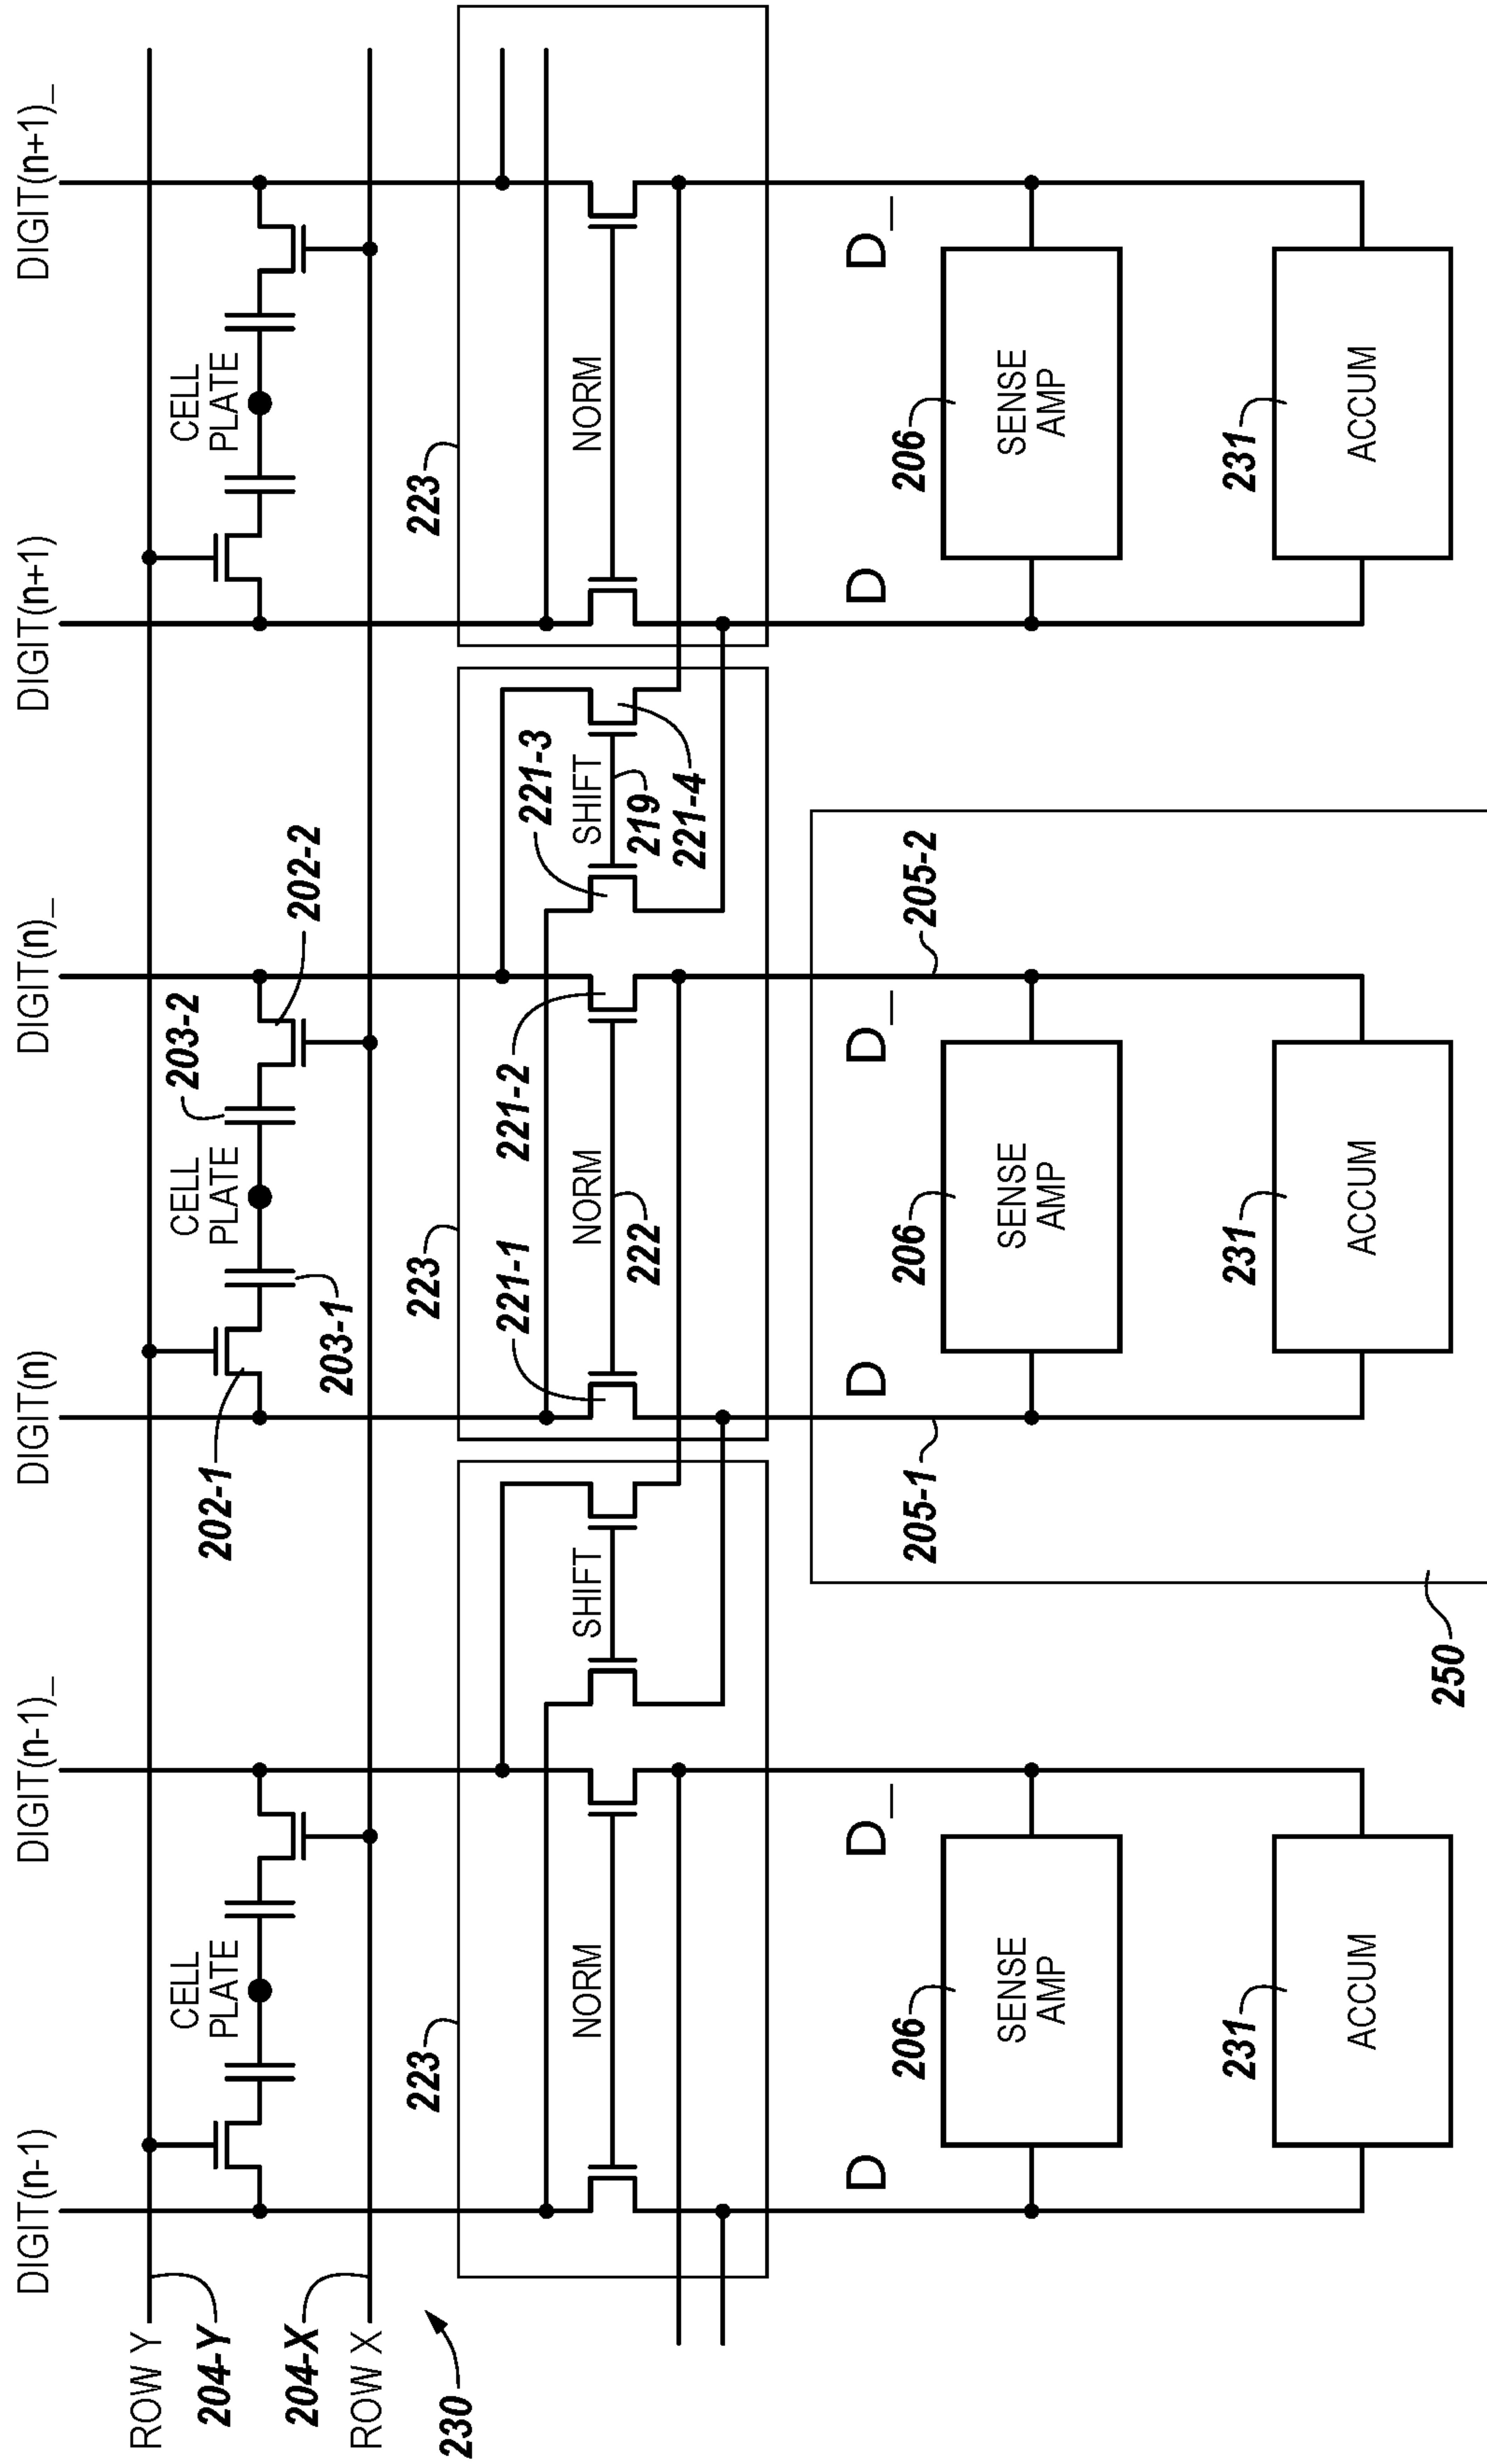 DIGIT(n-1)
DIGIT(n-1)_
DIGIT(n)
DIGIT(n)_
DIGIT(n+1)
DIGIT(n+1)_
ROW Y
204-Y
204-X
ROW X
230
CELL
PLATE
202-1
203-1
CELL
PLATE
203-2
202-2
CELL
PLATE
223
NORM
SHIFT
223
221-1
NORM
222
221-2
221-3
SHIFT
219
221-4
223
NORM
D
D_
205-1
D
D_
205-2
D
D_
206
SENSE
AMP
206
SENSE
AMP
206
SENSE
AMP
231
ACCUM
250
231
ACCUM
231
ACCUM